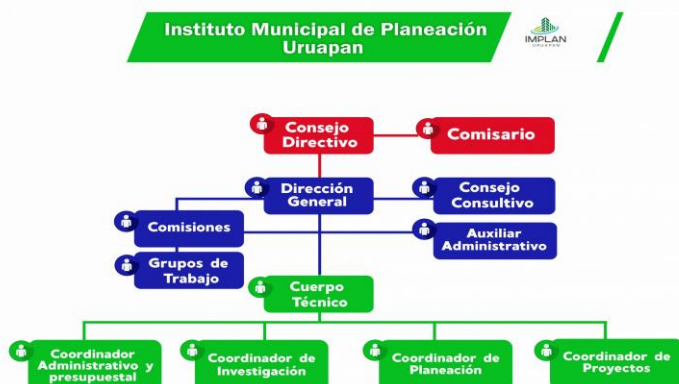 Instituto Municipal de Planeación
Uruapan
IMPLAN
URUAPAN
Consejo
Directivo
Comisario
Dirección
General
Consejo
Consultivo
Comisiones
Auxiliar
Administrativo
Grupos de
Trabajo
Cuerpo
Técnico
Coordinador
Administrativo y
presupuestal
Coordinador de
Investigación
Coordinador de
Planeación
Coordinador de
Proyectos